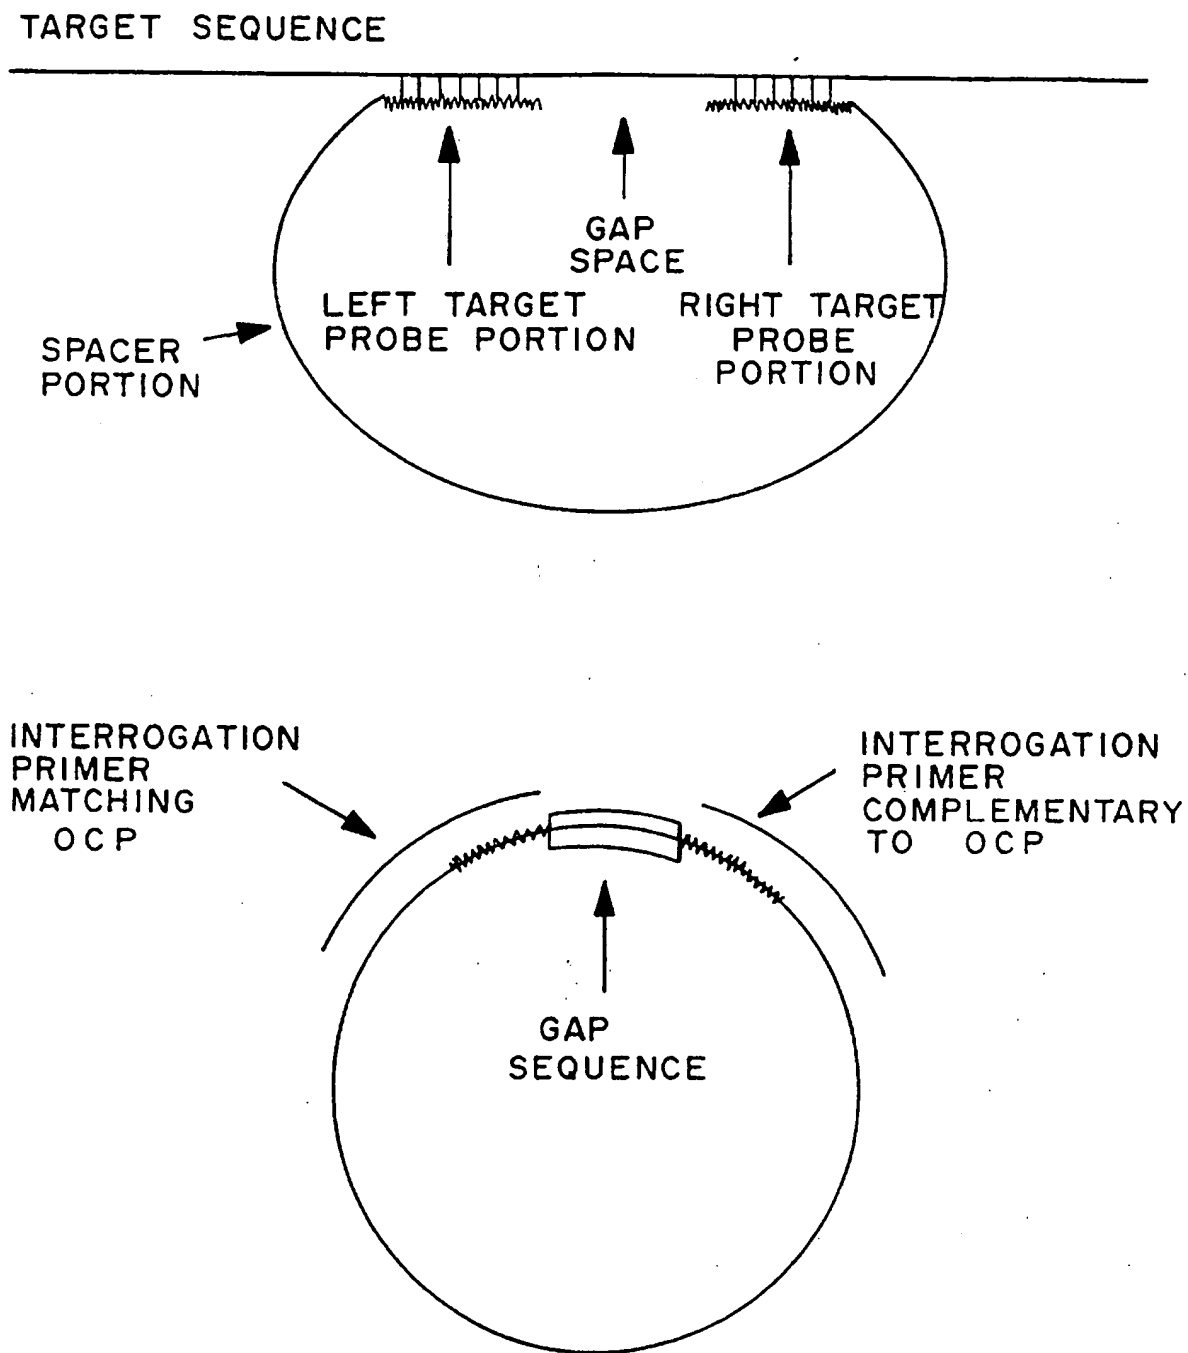 TARGET SEQUENCE
GAP
SPACE
LEFT TARGET
PROBE PORTION
RIGHT TARGET
PROBE
PORTION
SPACER
PORTION
INTERROGATION
PRIMER
MATCHING
OCP
INTERROGATION
PRIMER
COMPLEMENTARY
TO OCP
GAP
SEQUENCE